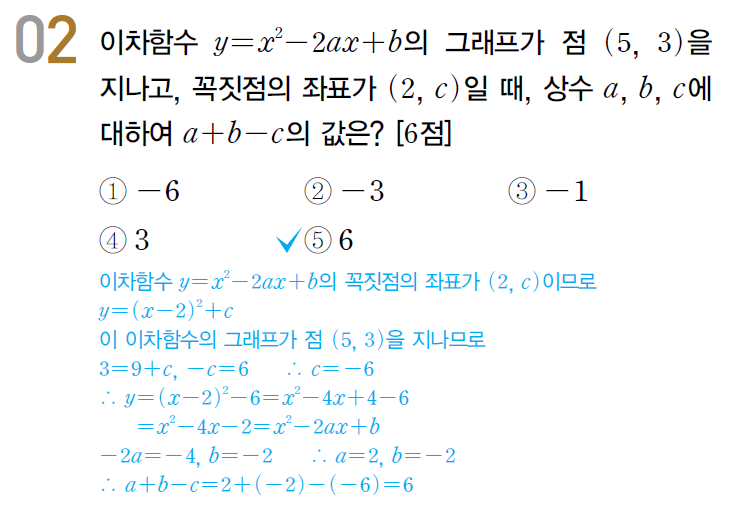 02 이차함수 y=x²-2ax+b의 그래프가 점 (5, 3)을
지나고, 꼭짓점의 좌표가 (2, c)일 때, 상수 a, b, c에
대하여 a+b-c의 값은? [6점]
① -6 ② -3 ③ -1
④ 3 ⑤ 6
이차함수 y=x²-2ax+b의 꼭짓점의 좌표가 (2, c)이므로
y=(x-2)²+c
이 이차함수의 그래프가 점 (5, 3)을 지나므로
3=9+c, -c=6 ∴ c=-6
∴ y=(x-2)²-6=x²-4x+4-6
=x²-4x-2=x²-2ax+b
-2a=-4, b=-2 ∴ a=2, b=-2
∴ a+b-c=2+(-2)-(-6)=6